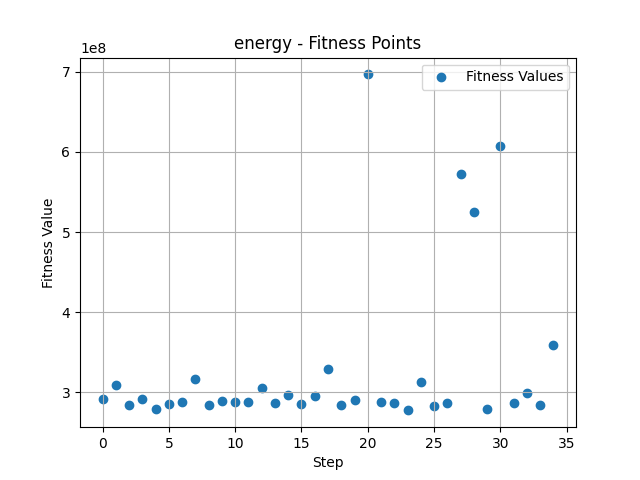 energy - Fitness Points
1e8
7
6
5
4
3
Fitness Values
Fitness Value
0 5 10 15 20 25 30 35
Step